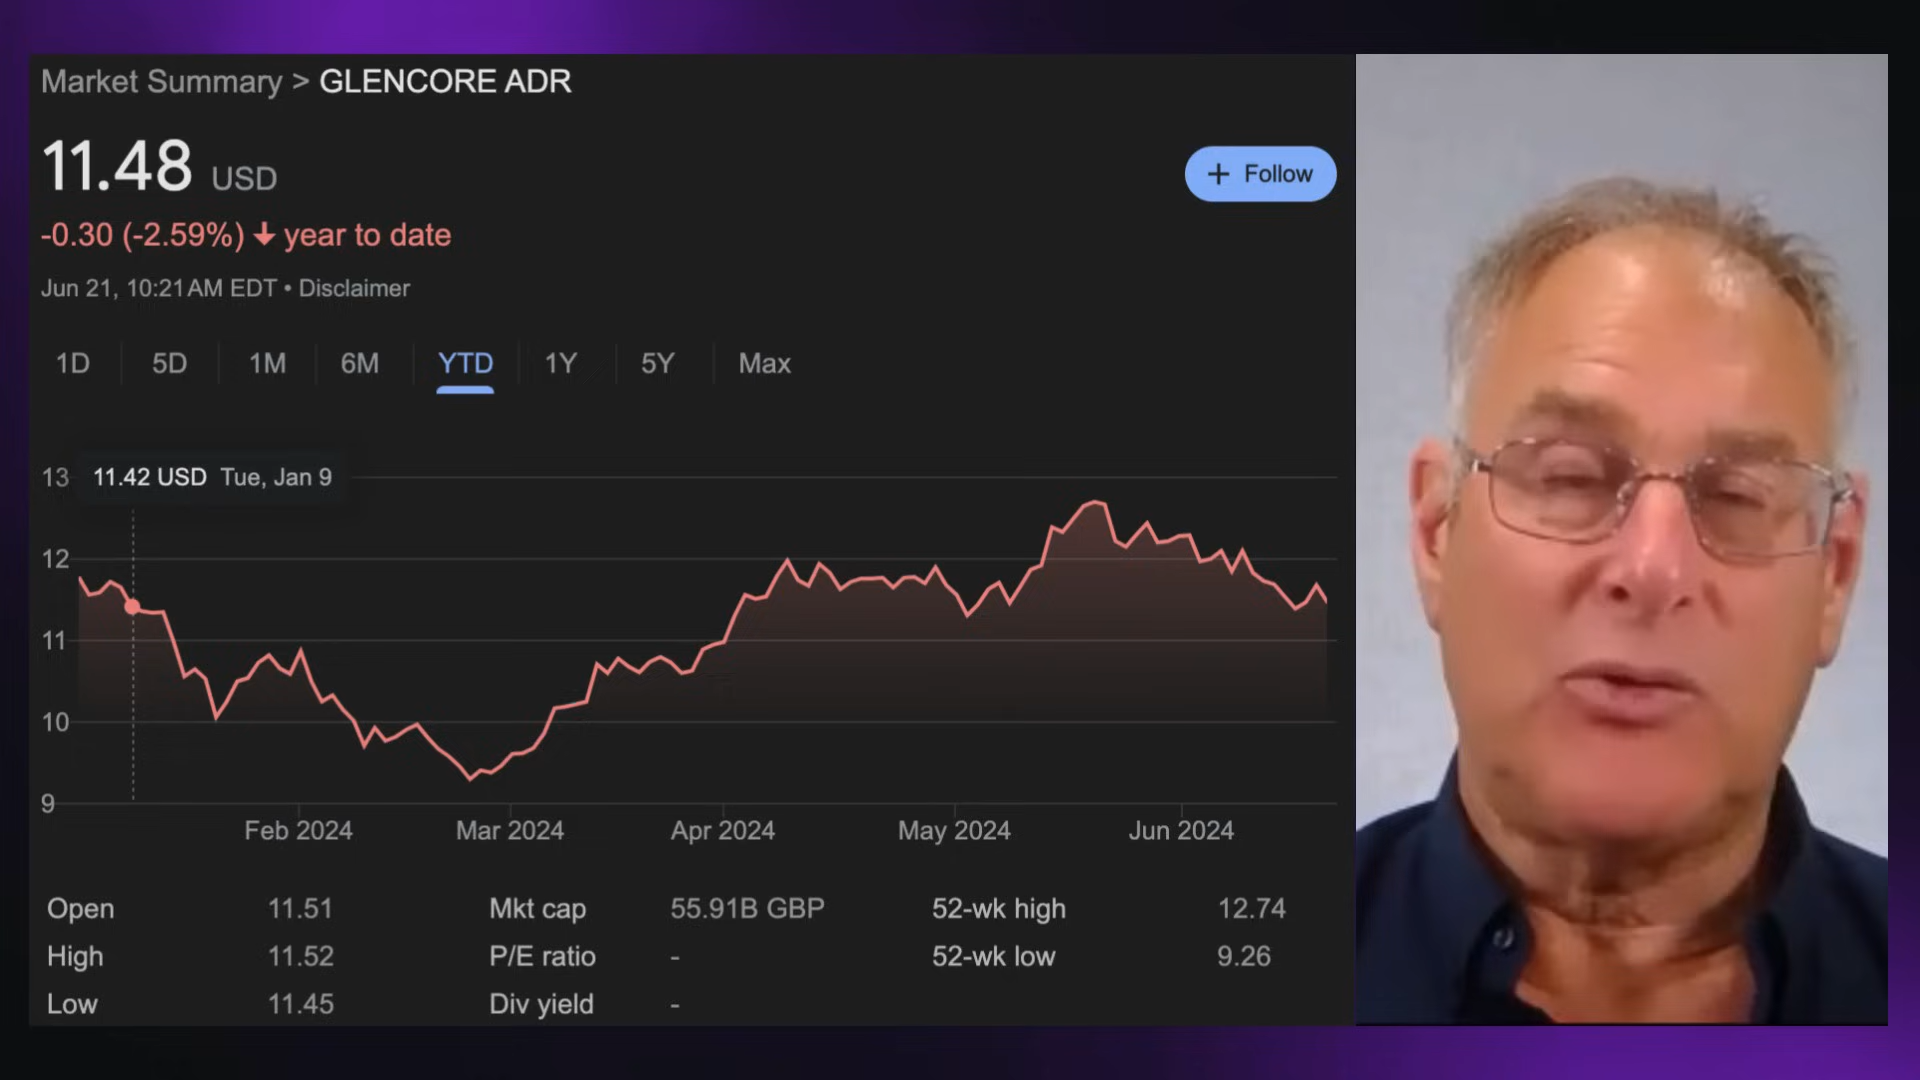 Market Summary > GLENCORE ADR
11.48 USD
+ Follow
-0.30 (-2.59%) ↓ year to date
Jun 21, 10:21 AM EDT • Disclaimer
1D 5D 1M 6M YTD 1Y 5Y Max
13 11.42 USD Tue, Jan 9
12
11
10
9
Feb 2024 Mar 2024 Apr 2024 May 2024 Jun 2024
Open 11.51 Mkt cap 55.91B GBP 52-wk high 12.74
High 11.52 P/E ratio - 52-wk low 9.26
Low 11.45 Div yield -